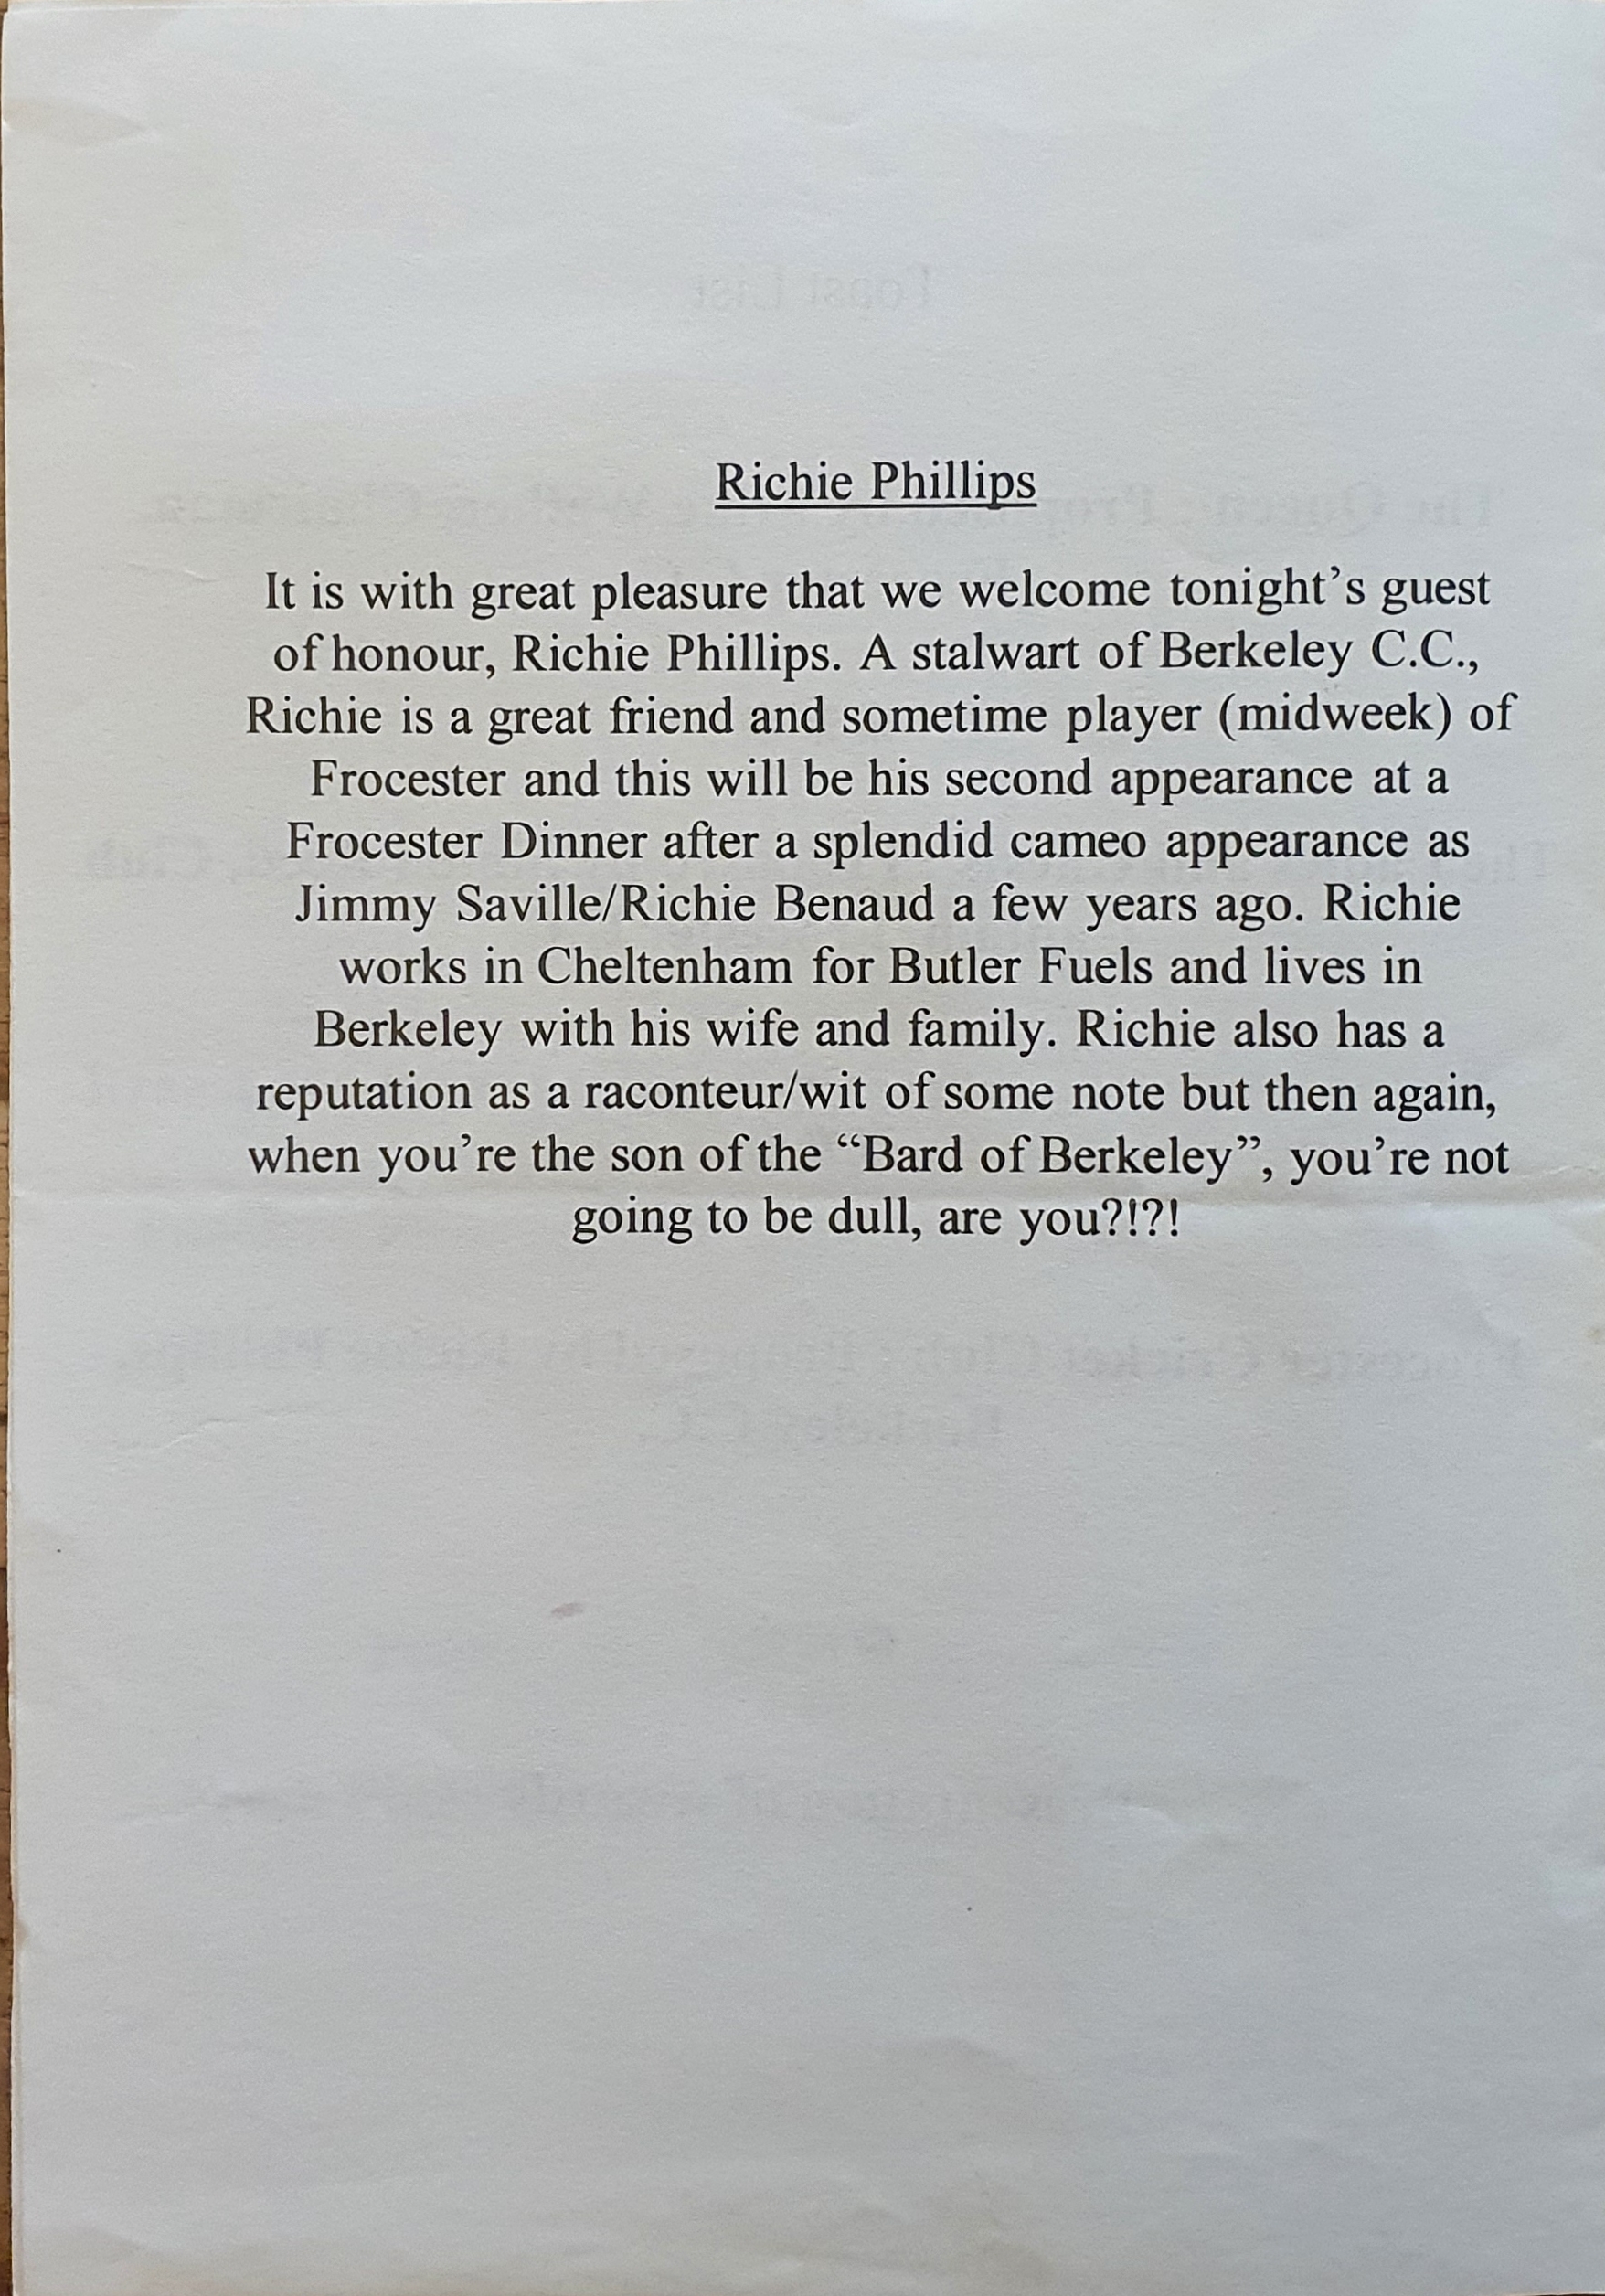 Richie Phillips
It is with great pleasure that we welcome tonight’s guest
of honour, Richie Phillips. A stalwart of Berkeley C.C.,
Richie is a great friend and sometime player (midweek) of
Frocester and this will be his second appearance at a
Frocester Dinner after a splendid cameo appearance as
Jimmy Saville/Richie Benaud a few years ago. Richie
works in Cheltenham for Butler Fuels and lives in
Berkeley with his wife and family. Richie also has a
reputation as a raconteur/wit of some note but then again,
when you’re the son of the “Bard of Berkeley”, you’re not
going to be dull, are you?!?!